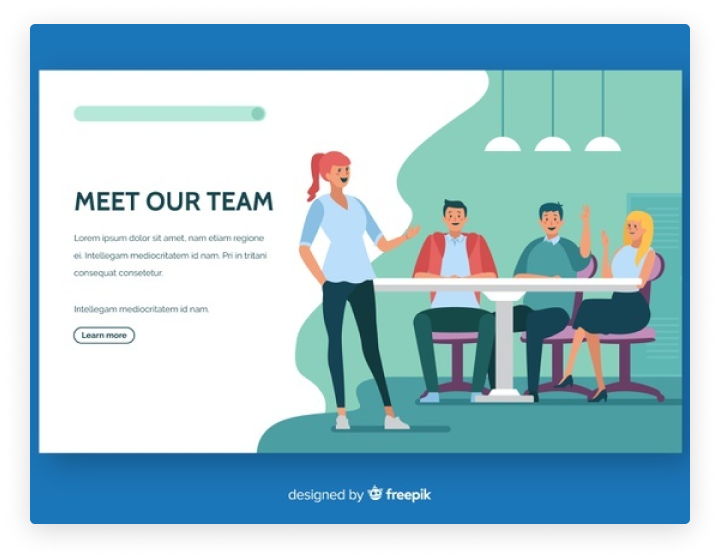 MEET OUR TEAM
Lorem ipsum dolor sit amet, nam etiam regione
ei. Intellegam mediocritatem id nam. Pri in tritani
consequat consetetur.
Intellegam mediocritatem id nam.
Learn more
designed by freepik